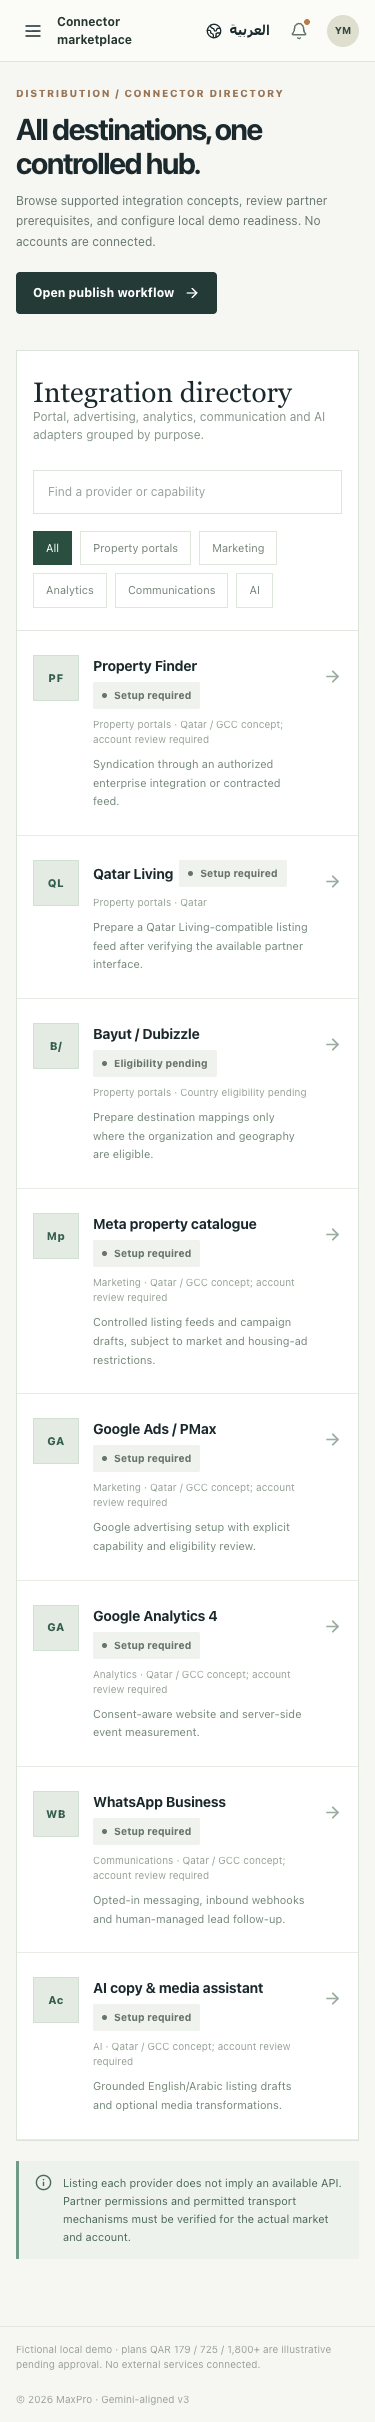 Connector
marketplace
العربية
YM
DISTRIBUTION / CONNECTOR DIRECTORY
All destinations, one
controlled hub.
Browse supported integration concepts, review partner
prerequisites, and configure local demo readiness. No
accounts are connected.
Open publish workflow
Integration directory
Portal, advertising, analytics, communication and AI
adapters grouped by purpose.
Find a provider or capability
All Property portals Marketing
Analytics Communications AI
PF
Property Finder
Setup required
Property portals · Qatar / GCC concept;
account review required
Syndication through an authorized
enterprise integration or contracted
feed.
QL
Qatar Living Setup required
Property portals · Qatar
Prepare a Qatar Living-compatible listing
feed after verifying the available partner
interface.
B/
Bayut / Dubizzle
Eligibility pending
Property portals · Country eligibility pending
Prepare destination mappings only
where the organization and geography
are eligible.
Mp
Meta property catalogue
Setup required
Marketing · Qatar / GCC concept; account
review required
Controlled listing feeds and campaign
drafts, subject to market and housing-ad
restrictions.
GA
Google Ads / PMax
Setup required
Marketing · Qatar / GCC concept; account
review required
Google advertising setup with explicit
capability and eligibility review.
GA
Google Analytics 4
Setup required
Analytics · Qatar / GCC concept; account
review required
Consent-aware website and server-side
event measurement.
WB
WhatsApp Business
Setup required
Communications · Qatar / GCC concept;
account review required
Opted-in messaging, inbound webhooks
and human-managed lead follow-up.
Ac
AI copy & media assistant
Setup required
AI · Qatar / GCC concept; account review
required
Grounded English/Arabic listing drafts
and optional media transformations.
Listing each provider does not imply an available API.
Partner permissions and permitted transport
mechanisms must be verified for the actual market
and account.
Fictional local demo · plans QAR 179 / 725 / 1,800+ are illustrative
pending approval. No external services connected.
© 2026 MaxPro · Gemini-aligned v3